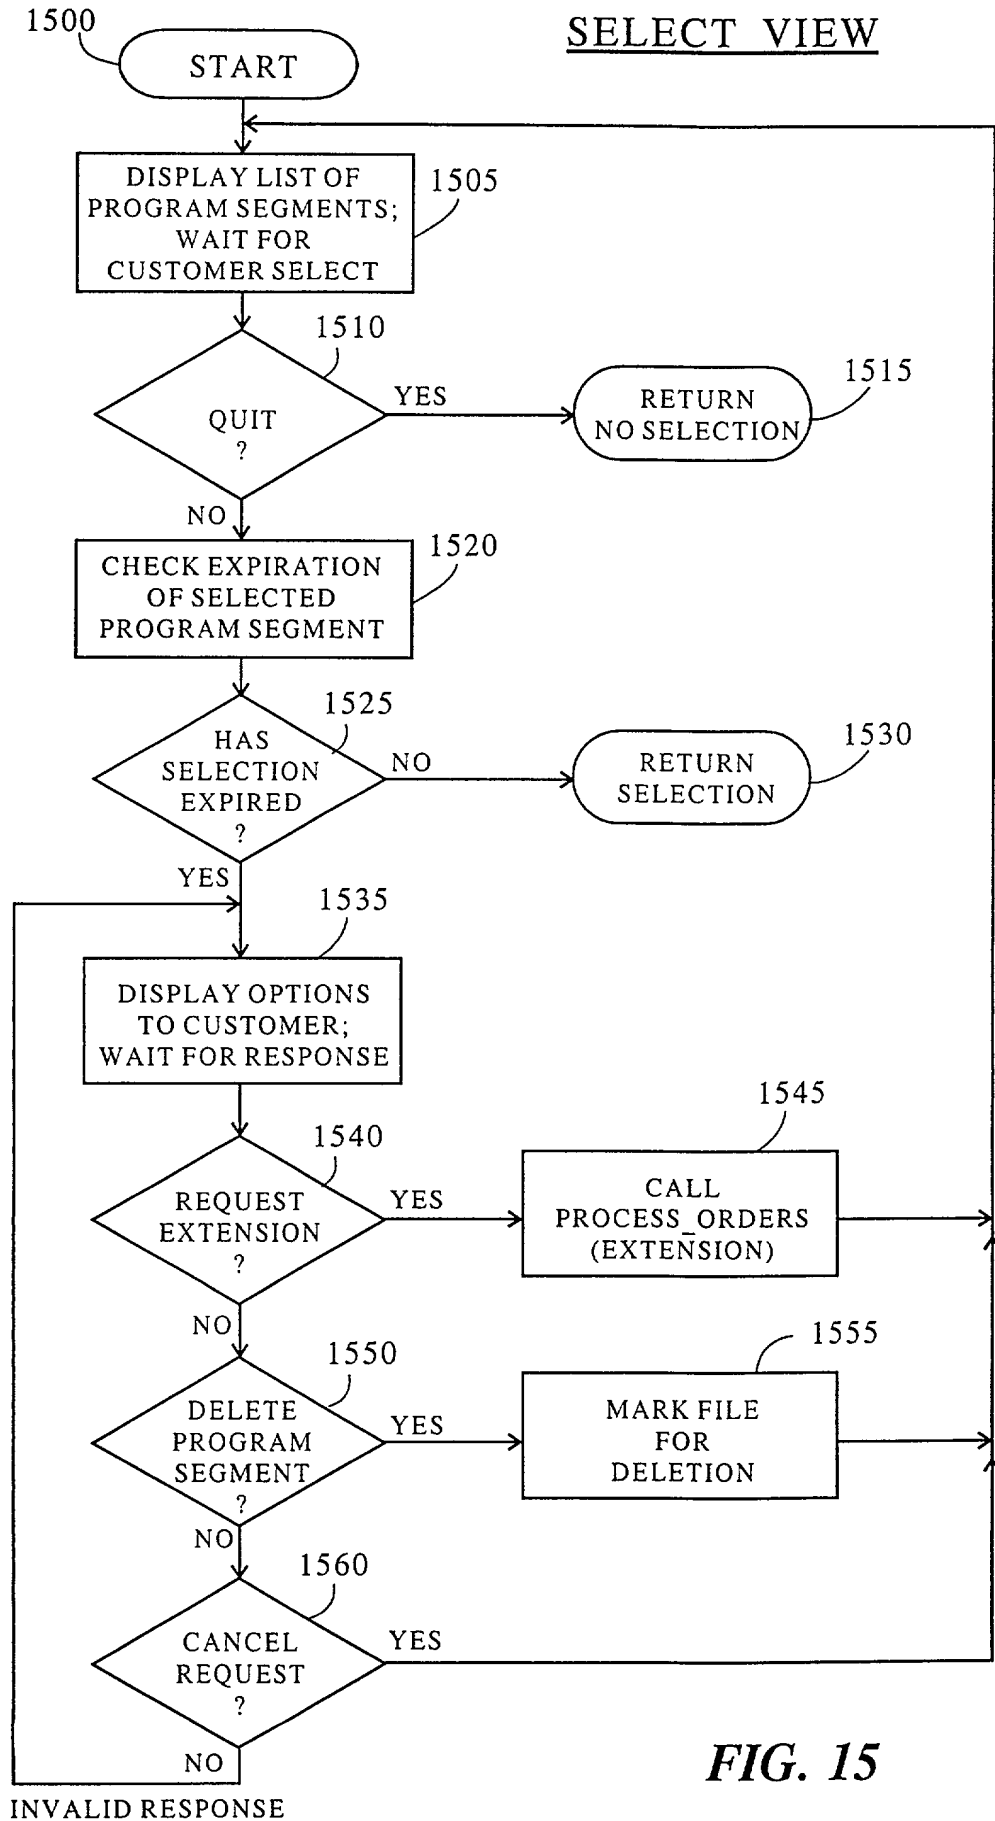 1500
SELECT VIEW
START
DISPLAY LIST OF
PROGRAM SEGMENTS;
WAIT FOR
CUSTOMER SELECT
1505
1510
QUIT
?
YES
RETURN
NO SELECTION
1515
NO
CHECK EXPIRATION
OF SELECTED
PROGRAM SEGMENT
1520
1525
HAS
SELECTION
EXPIRED
?
NO
RETURN
SELECTION
1530
YES
1535
DISPLAY OPTIONS
TO CUSTOMER;
WAIT FOR RESPONSE
1540
REQUEST
EXTENSION
?
YES
1545
CALL
PROCESS_ORDERS
(EXTENSION)
NO
1550
DELETE
PROGRAM
SEGMENT
?
YES
1555
MARK FILE
FOR
DELETION
NO
1560
CANCEL
REQUEST
?
YES
NO
INVALID RESPONSE
FIG. 15